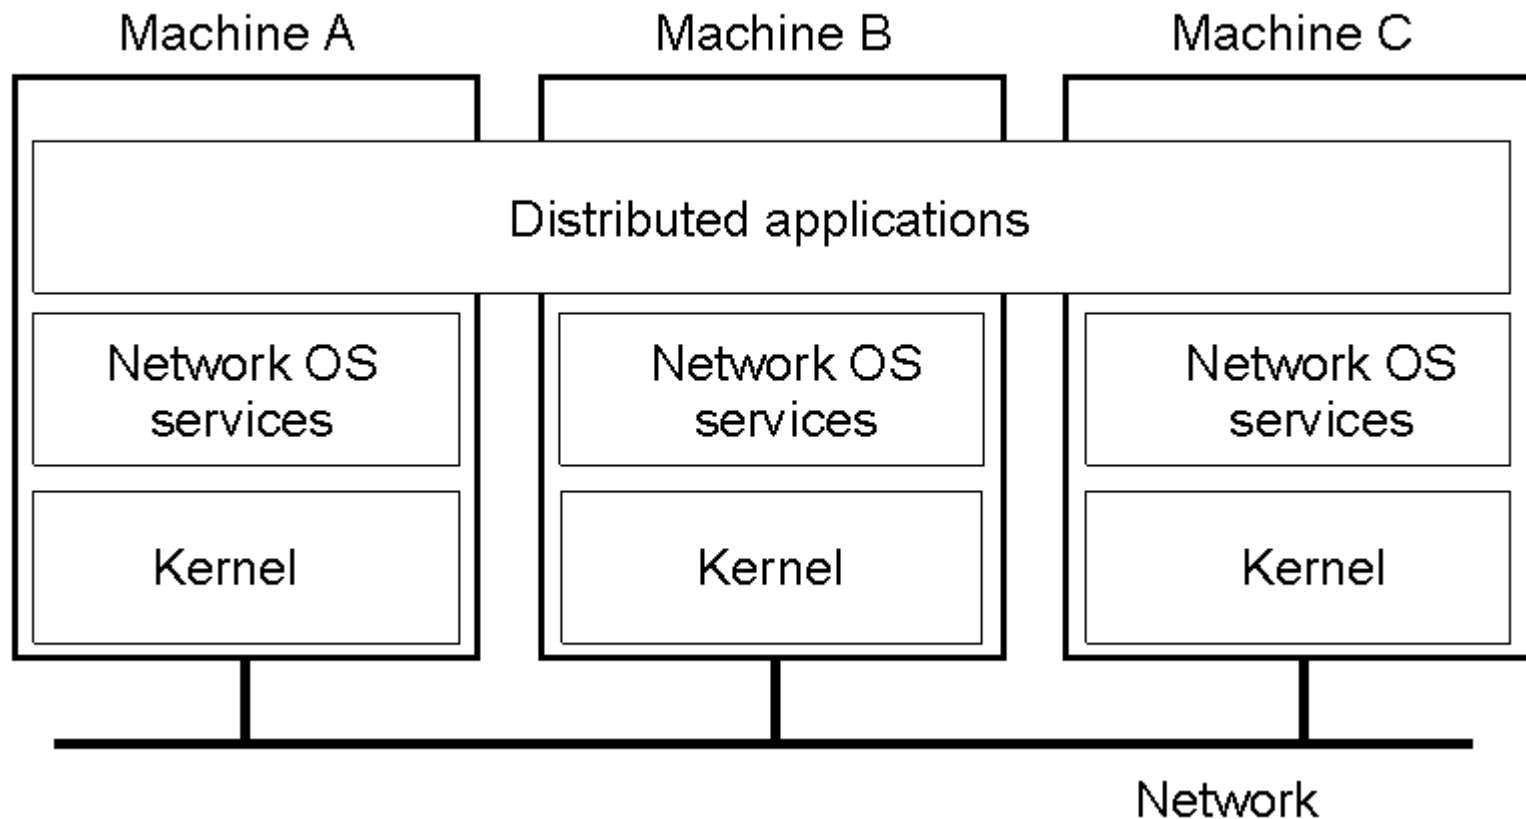 Machine A
Machine B
Machine C
Distributed applications
Network OS
services
Network OS
services
Network OS
services
Kernel
Kernel
Kernel
Network